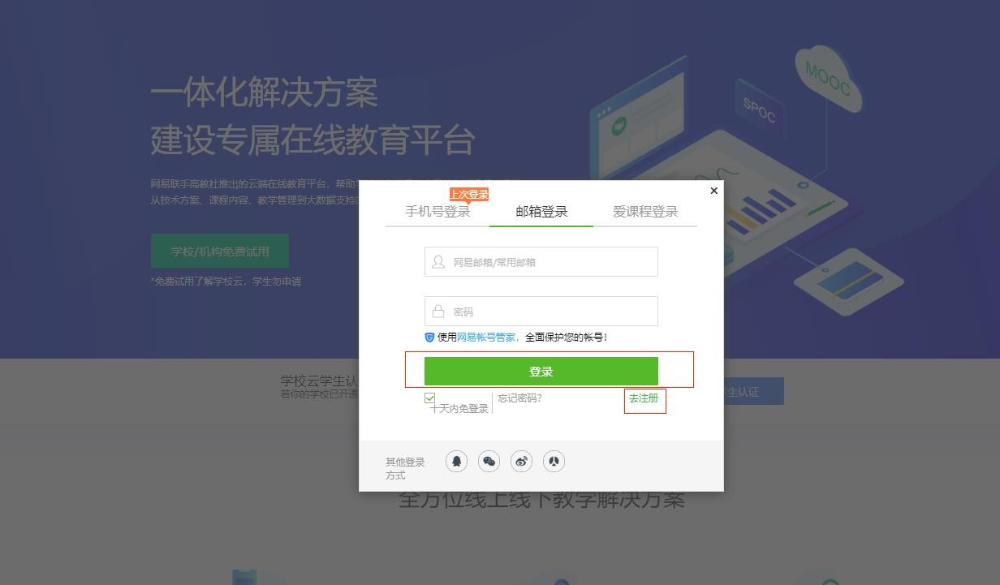 一体化解决方案
MOOC
SPOC
建设专属在线教育平台
网易联手高教社推出的云端在线教育平台，帮助
从技术方案、课程内容、教学管理到大数据支持
学校/机构免费试用
*免费试用了解学校云，学生勿申请
×
上次登录
手机号登录 邮箱登录 爱课程登录
网易邮箱/常用邮箱
密码
使用网易帐号管家，全面保护您的帐号！
登录
十天内免登录 忘记密码？ 去注册
其他登录
方式
学校云学生认
若你的学校已开通
生认证
全方位线上线下教学解决方案